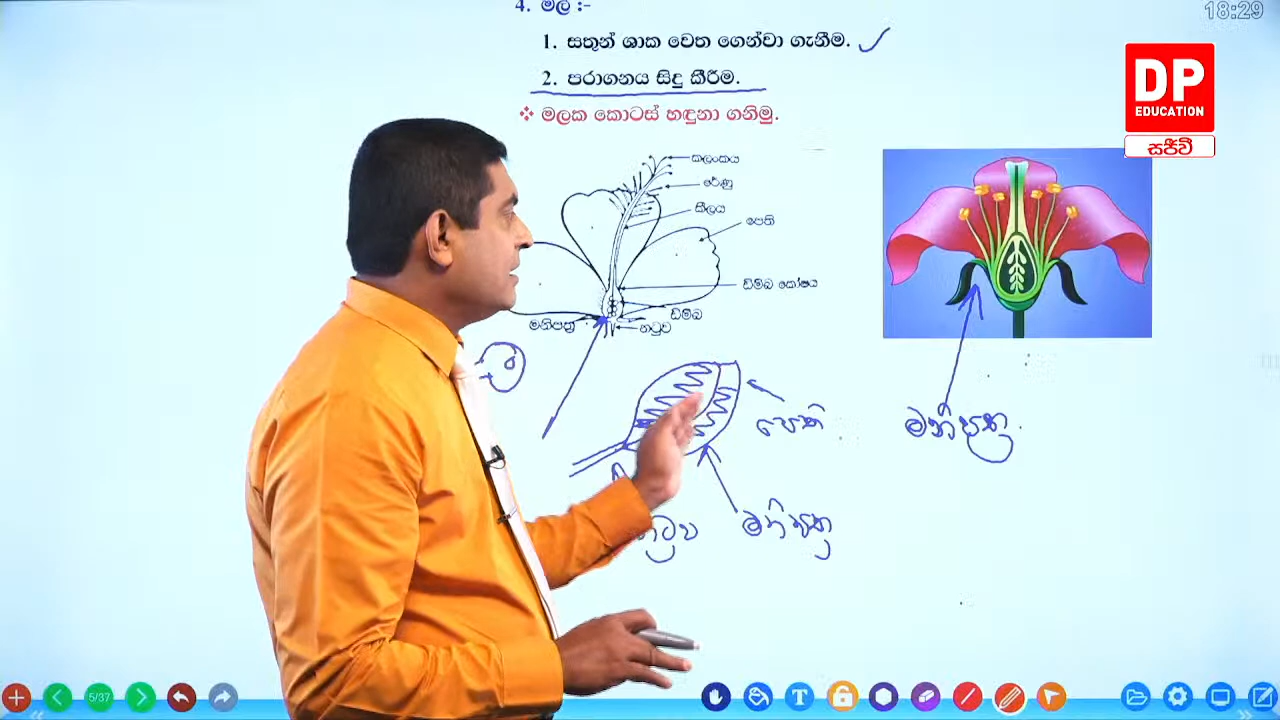 18:29
4. මල :-
1. සතුන් ශාක වෙත ගෙන්වා ගැනීම.
2. පරාගනය සිදු කිරීම.
❖ මලක කොටස් හඳුනා ගනිමු.
DP
EDUCATION
සජීවී
කලංකය
රේණු
කීලය
පෙති
ඩිම්බ කෝෂය
ඩිම්බ
මනිපත්‍ර
නටුව
පෙති
මනිපත්‍ර
නටුව
මනිපත්‍ර
5/37